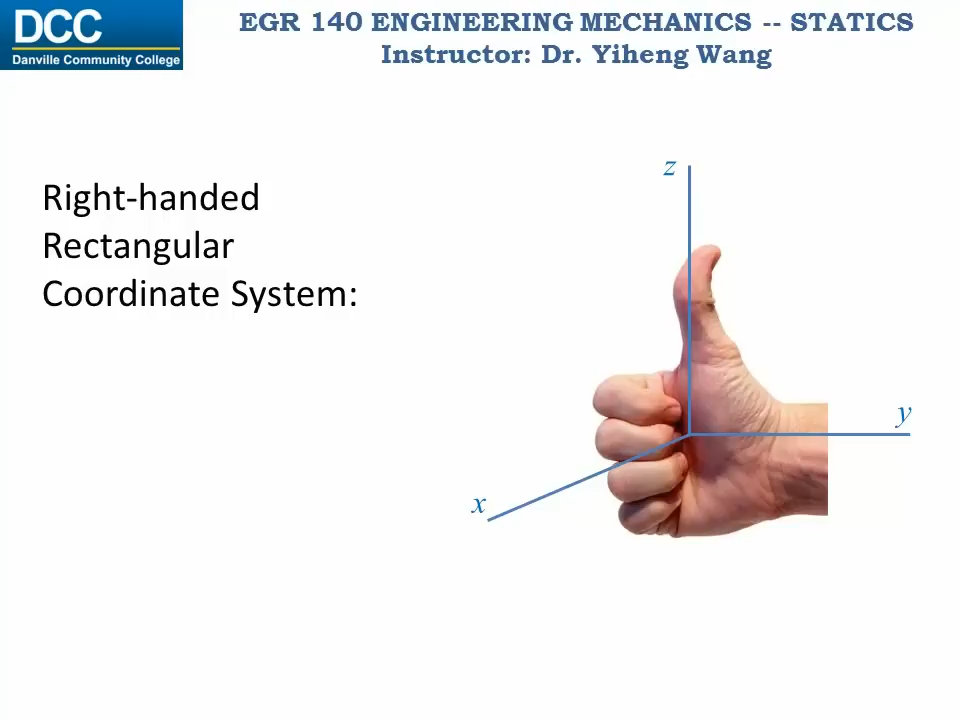 DCC
Danville Community College
EGR 140 ENGINEERING MECHANICS -- STATICS
Instructor: Dr. Yiheng Wang
Right-handed
Rectangular
Coordinate System:
z
y
x